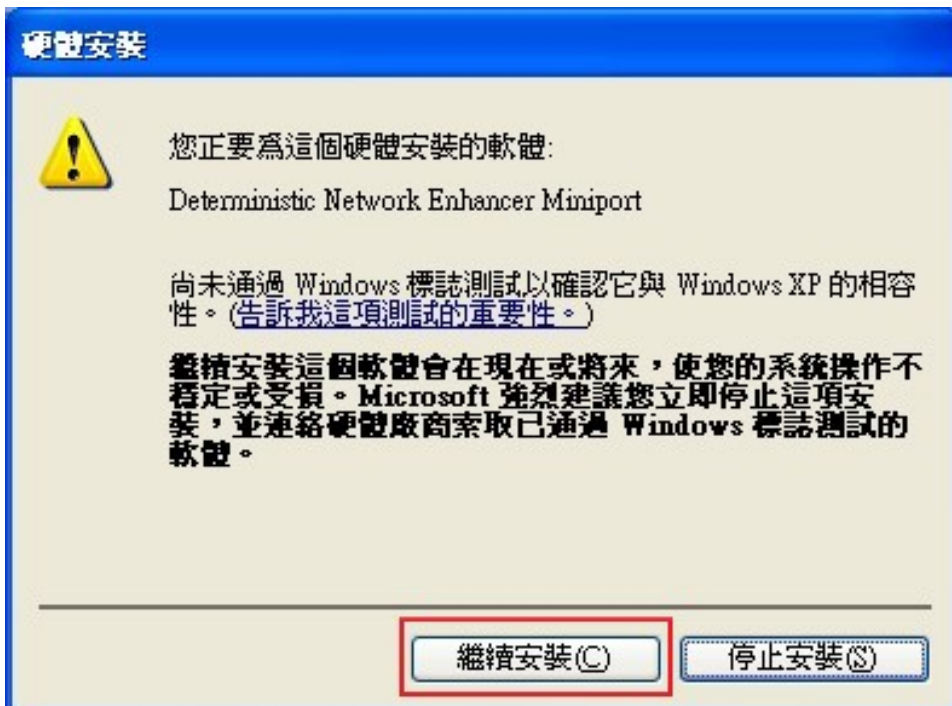 硬體安裝
您正要為這個硬體安裝的軟體:
Deterministic Network Enhancer Miniport
尚未通過 Windows 標誌測試以確認它與 Windows XP 的相容
性。(告訴我這項測試的重要性。)
繼續安裝這個軟體會在現在或將來，使您的系統操作不
穩定或受損。Microsoft 強烈建議您立即停止這項安
裝，並連絡硬體廠商索取已通過 Windows 標誌測試的
軟體。
繼續安裝(C)
停止安裝(S)